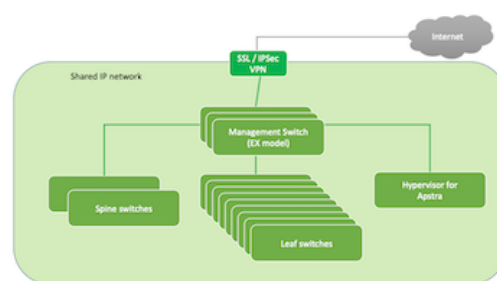 Internet
SSL / IPSec
VPN
Shared IP network
Management Switch
(EX model)
Spine switches
Hypervisor for
Apstra
Leaf switches